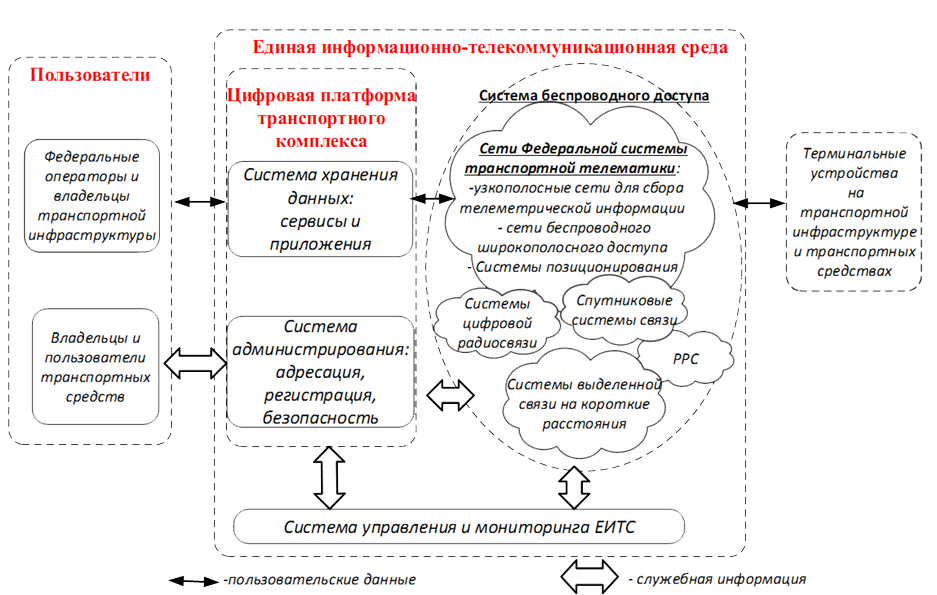 Единая информационно-телекоммуникационная среда
Пользователи
Федеральные
операторы и
владельцы
транспортной
инфраструктуры
Владельцы и
пользователи
транспортных
средств
Цифровая платформа
транспортного
комплекса
Система хранения
данных:
сервисы и
приложения
Система
администрирования:
адресация,
регистрация,
безопасность
Система беспроводного доступа
Сети Федеральной системы
транспортной телематики:
-узкополосные сети для сбора
телеметрической информации
- сети беспроводного
широкополосного доступа
- Системы позиционирования
Системы
цифровой
радиосвязи
Спутниковые
системы связи
РРС
Системы выделенной
связи на короткие
расстояния
Терминальные
устройства
на
транспортной
инфраструктуре
и транспортных
средствах
Система управления и мониторинга ЕИТС
-пользовательские данные
- служебная информация